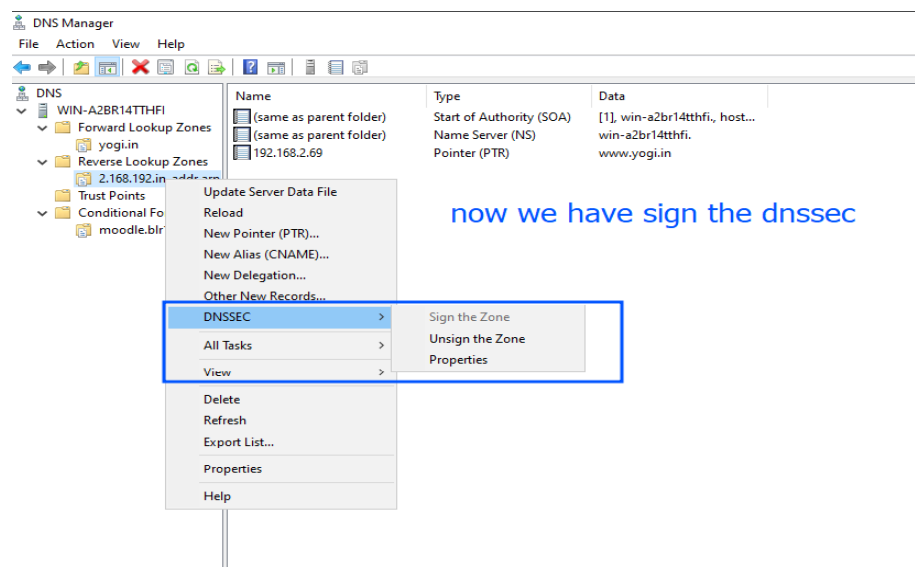 DNS Manager
File Action View Help
DNS
WIN-A2BR14TTHFI
Forward Lookup Zones
yogi.in
Reverse Lookup Zones
2.168.192.in-addr.arp
Trust Points
Conditional Fo
moodle.blr
Name Type Data
(same as parent folder) Start of Authority (SOA) [1], win-a2br14tthfi., host...
(same as parent folder) Name Server (NS) win-a2br14tthfi.
192.168.2.69 Pointer (PTR) www.yogi.in
now we have sign the dnssec
Update Server Data File
Reload
New Pointer (PTR)...
New Alias (CNAME)...
New Delegation...
Other New Records...
DNSSEC >
All Tasks >
View >
Delete
Refresh
Export List...
Properties
Help
Sign the Zone
Unsign the Zone
Properties